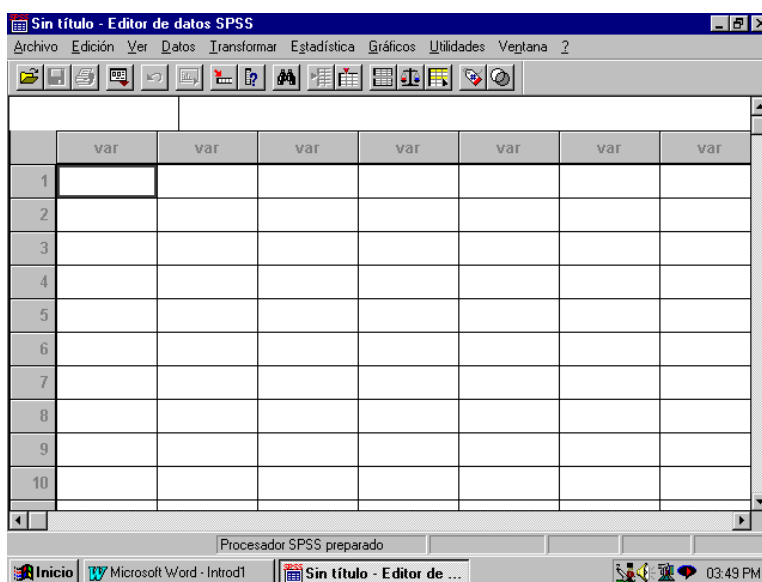 Sin título - Editor de datos SPSS
Archivo Edición Ver Datos Transformar Estadística Gráficos Utilidades Ventana ?
var var var var var var var
1
2
3
4
5
6
7
8
9
10
Procesador SPSS preparado
Inicio Microsoft Word - Introd1 Sin título - Editor de ... 03:49 PM